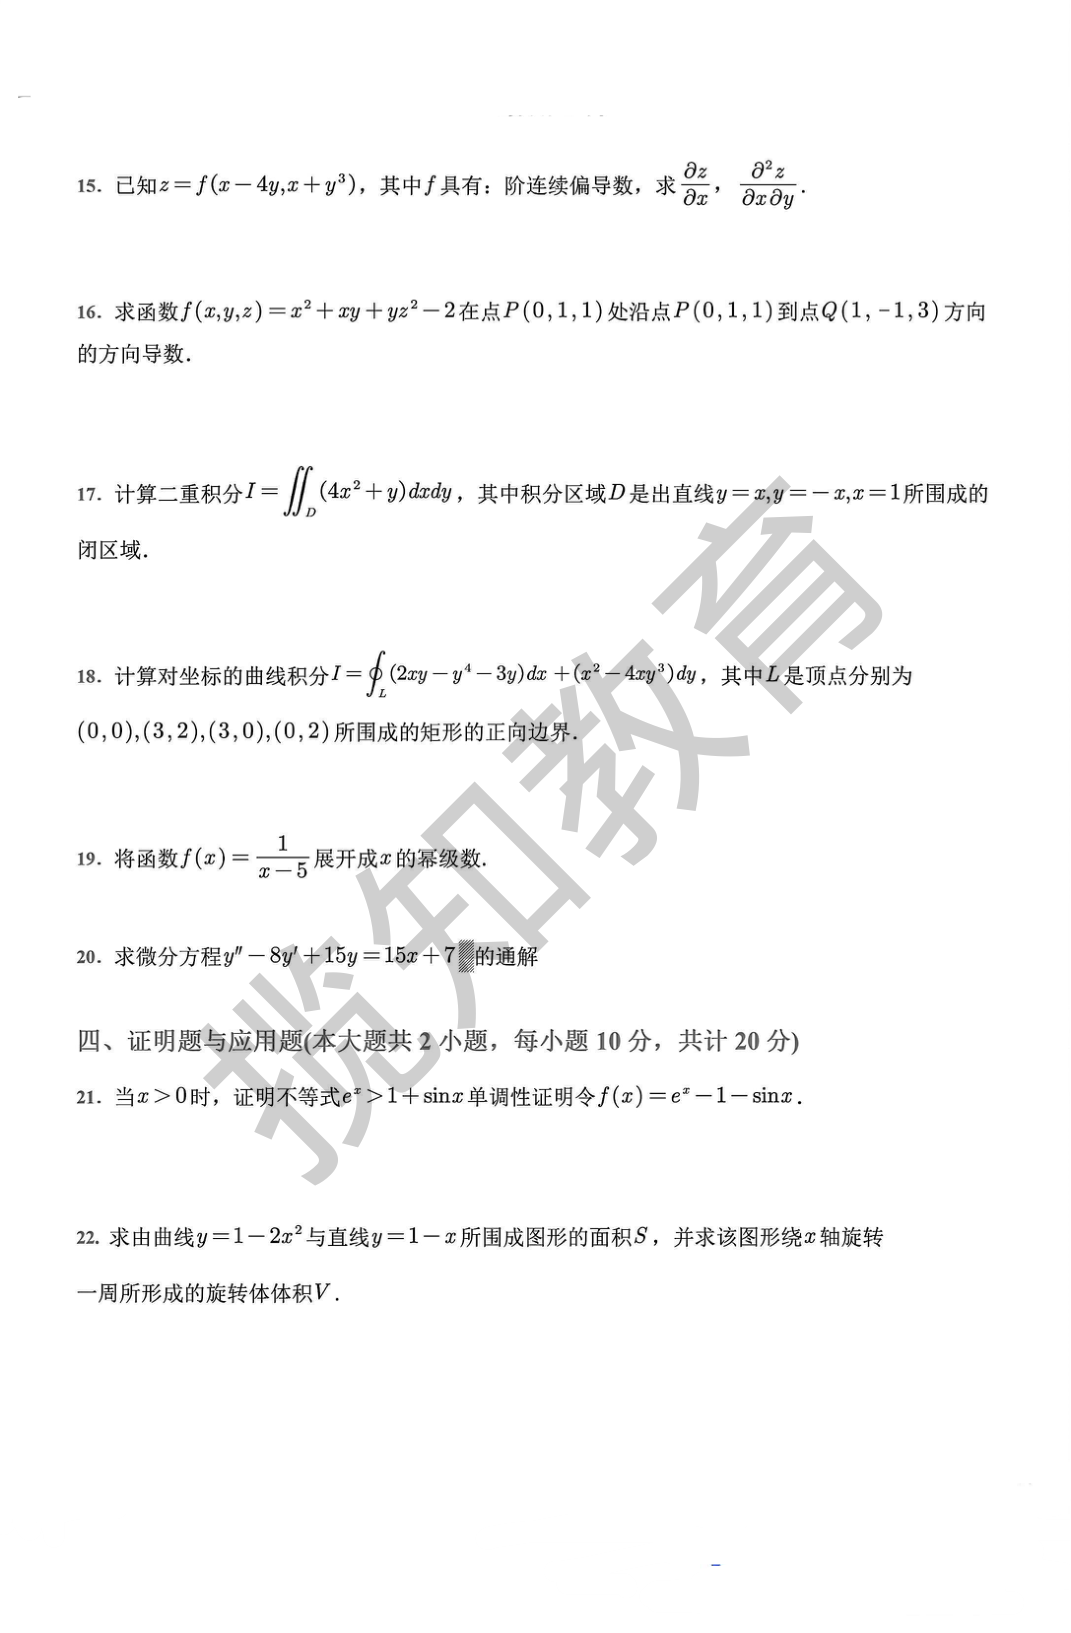 15. 已知z=f(x-4y,x+y³)，其中f具有：阶连续偏导数，求∂z/∂x，∂²z/∂x∂y.
16. 求函数f(x,y,z)=x²+xy+yz²-2在点P(0,1,1)处沿点P(0,1,1)到点Q(1,-1,3)方向
的方向导数.
17. 计算二重积分I=∬_D(4x²+y)dxdy，其中积分区域D是出直线y=x,y=-x,x=1所围成的
闭区域.
18. 计算对坐标的曲线积分I=∮_L(2xy-y⁴-3y)dx+(x²-4xy³)dy，其中L是顶点分别为
(0,0),(3,2),(3,0),(0,2)所围成的矩形的正向边界.
19. 将函数f(x)=1/(x-5)展开成x的幂级数.
20. 求微分方程y″-8y′+15y=15x+7的通解
四、证明题与应用题(本大题共2小题，每小题10分，共计20分)
21. 当x>0时，证明不等式eˣ>1+sinx单调性证明令f(x)=eˣ-1-sinx.
22. 求由曲线y=1-2x²与直线y=1-x所围成图形的面积S，并求该图形绕x轴旋转
一周所形成的旋转体体积V.
揽知教育